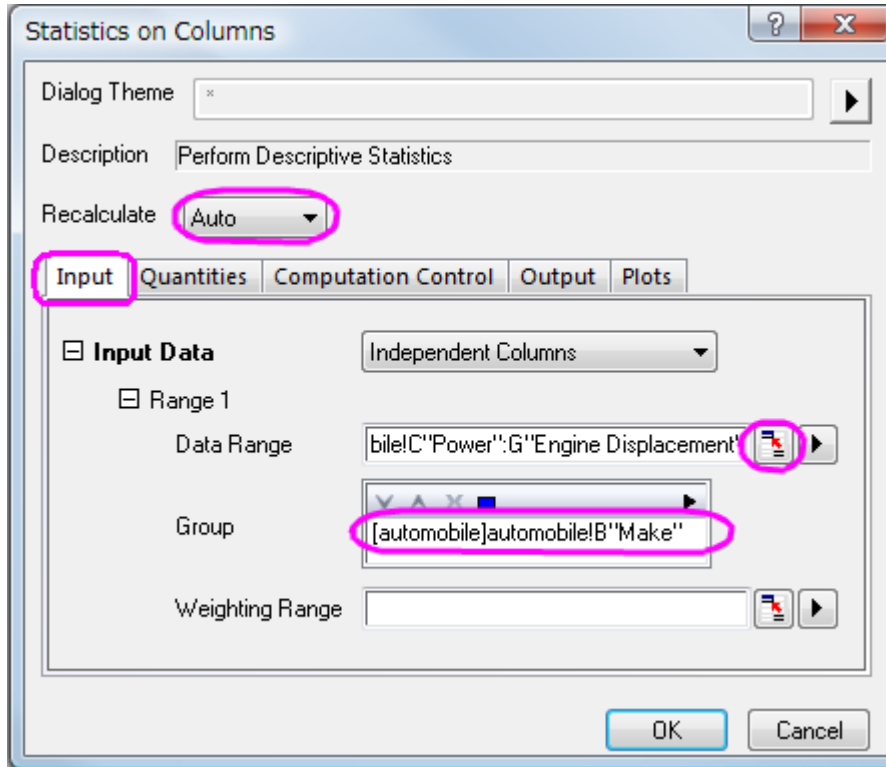 Statistics on Columns
Dialog Theme *
Description Perform Descriptive Statistics
Recalculate Auto
Input Quantities Computation Control Output Plots
Input Data Independent Columns
Range 1
Data Range bile!C"Power":G"Engine Displacement"
Group
[automobile]automobile!B"Make"
Weighting Range
OK Cancel